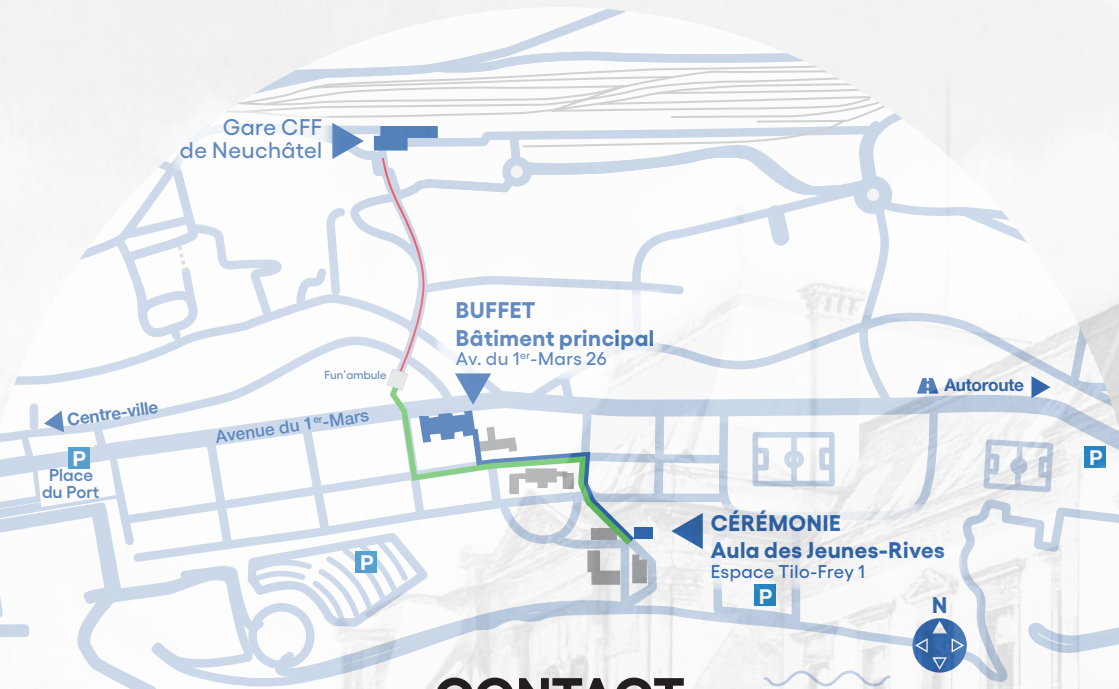 Gare CFF
de Neuchâtel
BUFFET
Bâtiment principal
Av. du 1er-Mars 26
Fun'ambule
Autoroute
Centre-ville
Avenue du 1er-Mars
P
Place
du Port
P
CÉRÉMONIE
Aula des Jeunes-Rives
Espace Tilo-Frey 1
P
P
N
CONTACT